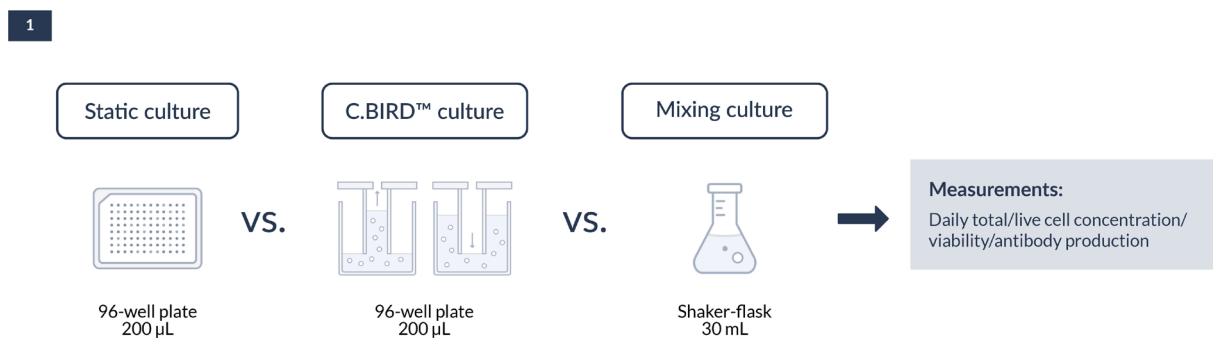 1
Static culture
C.BIRD™ culture
Mixing culture
vs.
vs.
Measurements:
Daily total/live cell concentration/
viability/antibody production
96-well plate
200 µL
96-well plate
200 µL
Shaker-flask
30 mL